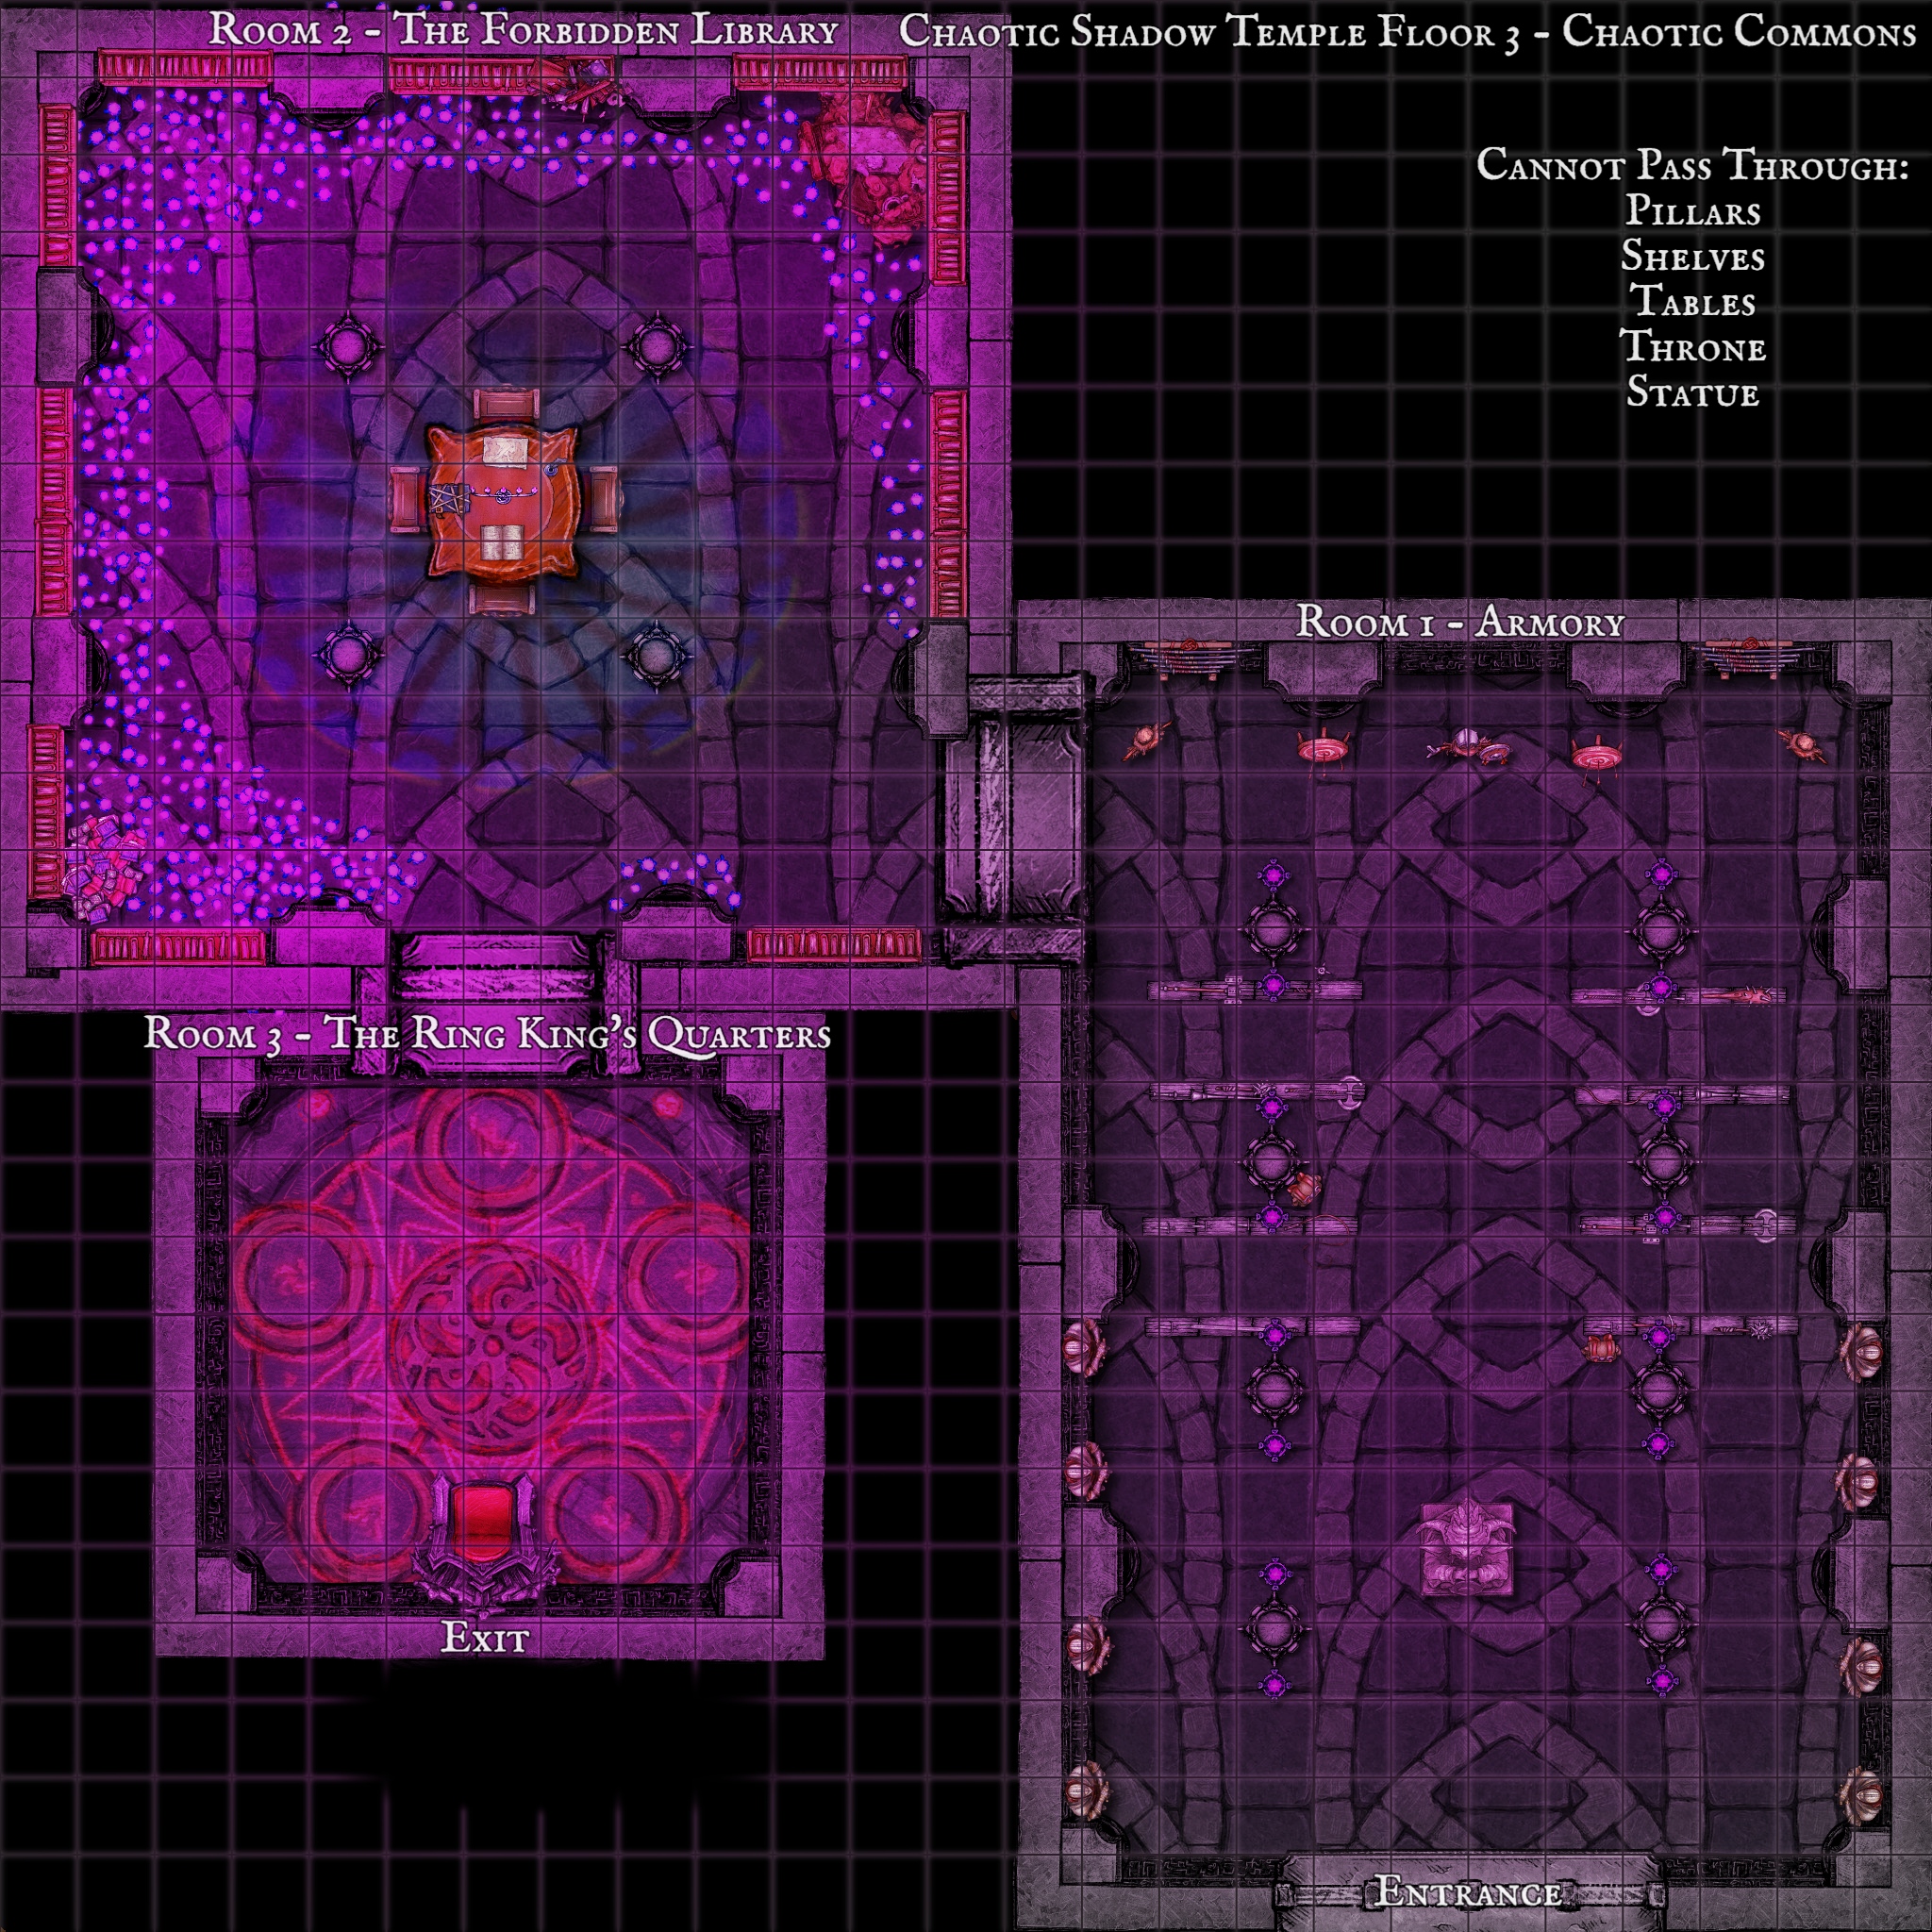 Room 2 - The Forbidden Library
Chaotic Shadow Temple Floor 3 - Chaotic Commons
Cannot Pass Through:
Pillars
Shelves
Tables
Throne
Statue
Room 1 - Armory
Room 3 - The Ring King's Quarters
Exit
Entrance